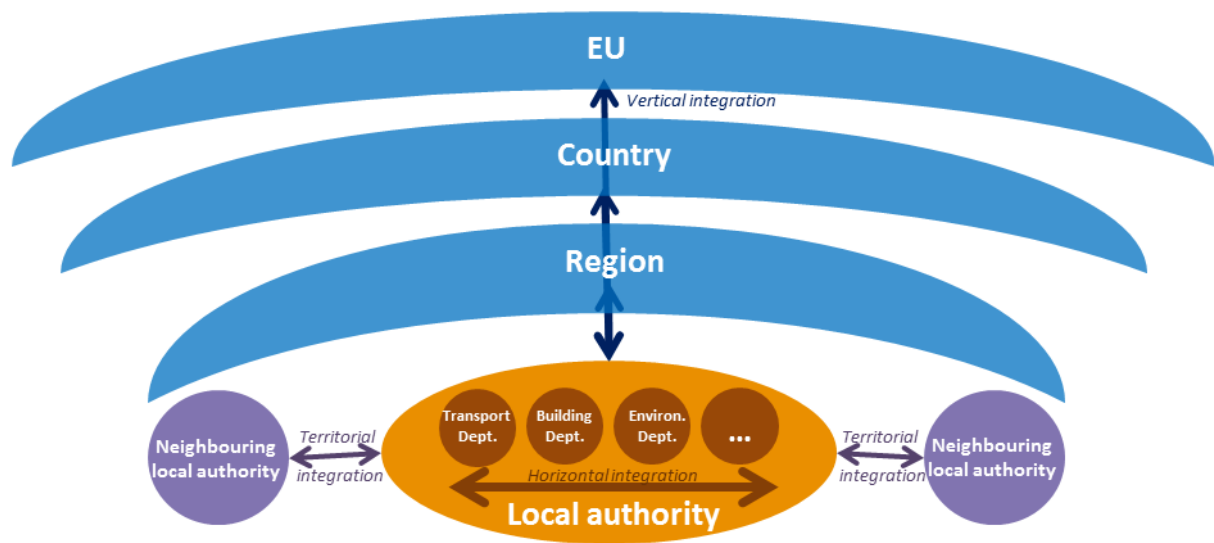 EU
Vertical integration
Country
Region
Transport
Dept.
Building
Dept.
Environ.
Dept.
...
Neighbouring
local authority
Territorial
integration
Horizontal integration
Local authority
Territorial
integration
Neighbouring
local authority